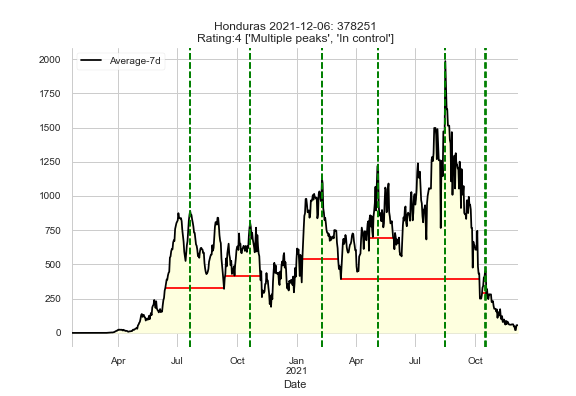 Honduras 2021-12-06: 378251
Rating:4 ['Multiple peaks', 'In control']
Average-7d
2000
1750
1500
1250
1000
750
500
250
0
Apr Jul Oct Jan Apr Jul Oct
2021
Date